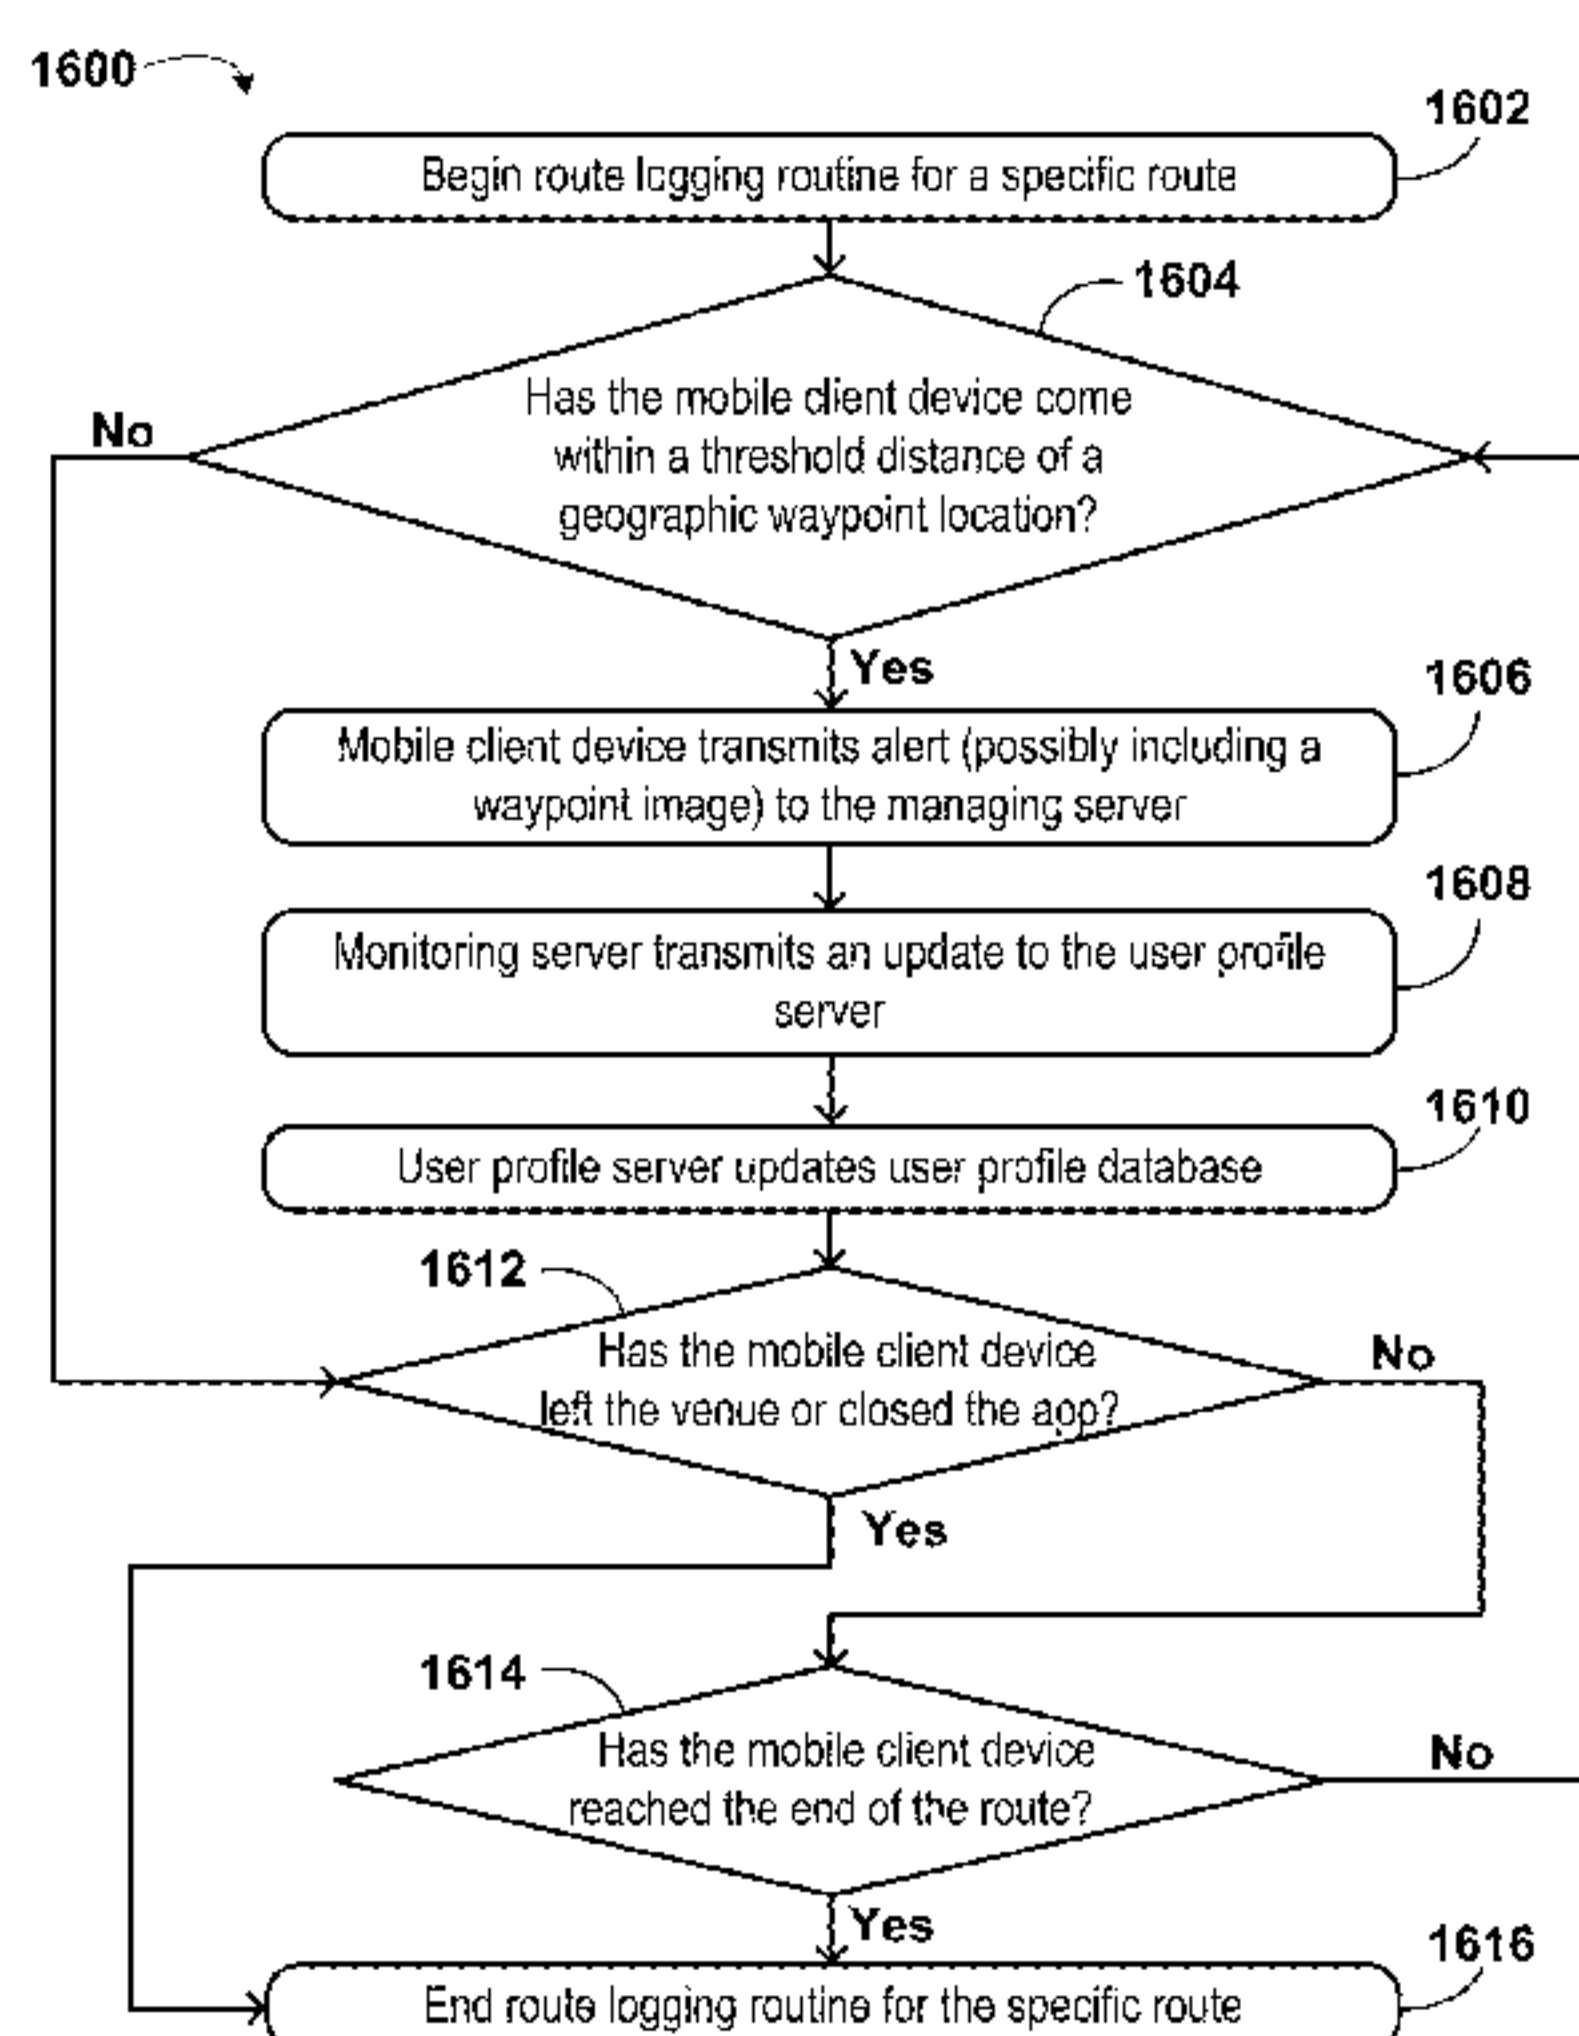 1600
1602
Begin route logging routine for a specific route
1604
Has the mobile client device come
within a threshold distance of a
geographic waypoint location?
No
Yes
1606
Mobile client device transmits alert (possibly including a
waypoint image) to the managing server
1608
Monitoring server transmits an update to the user profile
server
1610
User profile server updates user profile database
1612
Has the mobile client device
left the venue or closed the app?
No
Yes
1614
Has the mobile client device
reached the end of the route?
No
Yes
1616
End route logging routine for the specific route